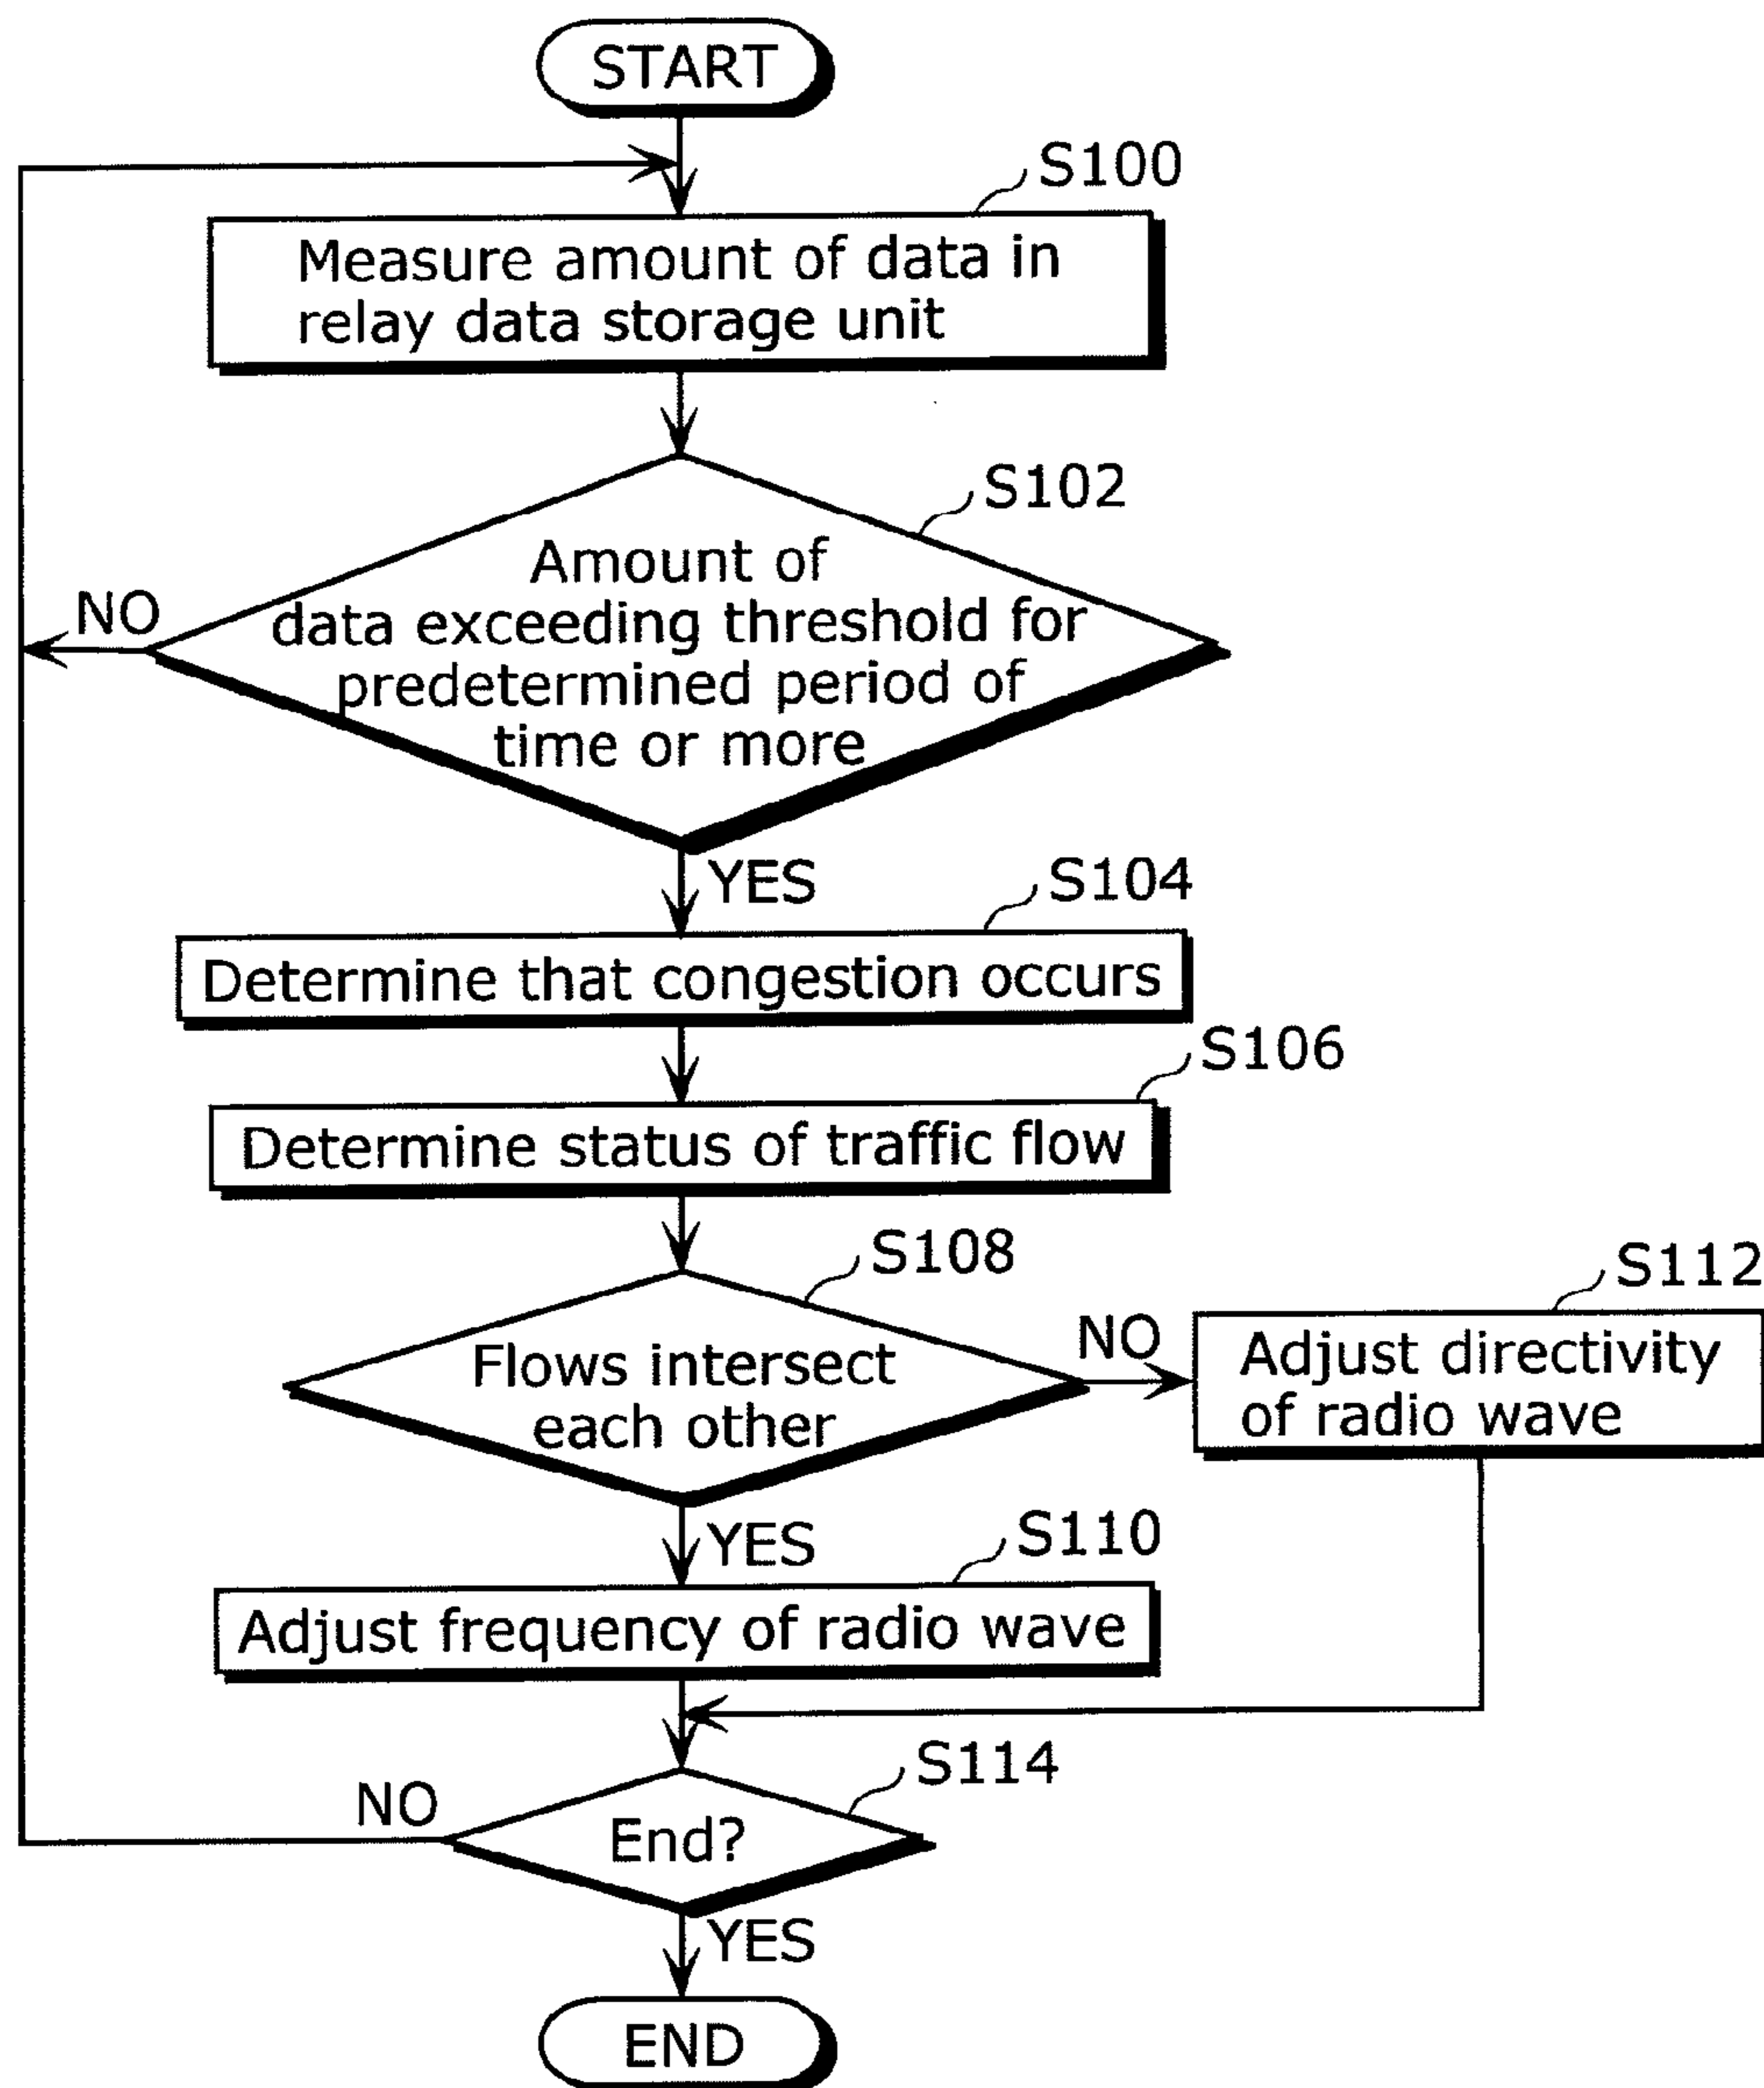 START
S100
Measure amount of data in
relay data storage unit
S102
Amount of
data exceeding threshold for
predetermined period of
time or more
NO
YES
S104
Determine that congestion occurs
S106
Determine status of traffic flow
S108
Flows intersect
each other
NO
S112
Adjust directivity
of radio wave
YES
S110
Adjust frequency of radio wave
S114
End?
NO
YES
END